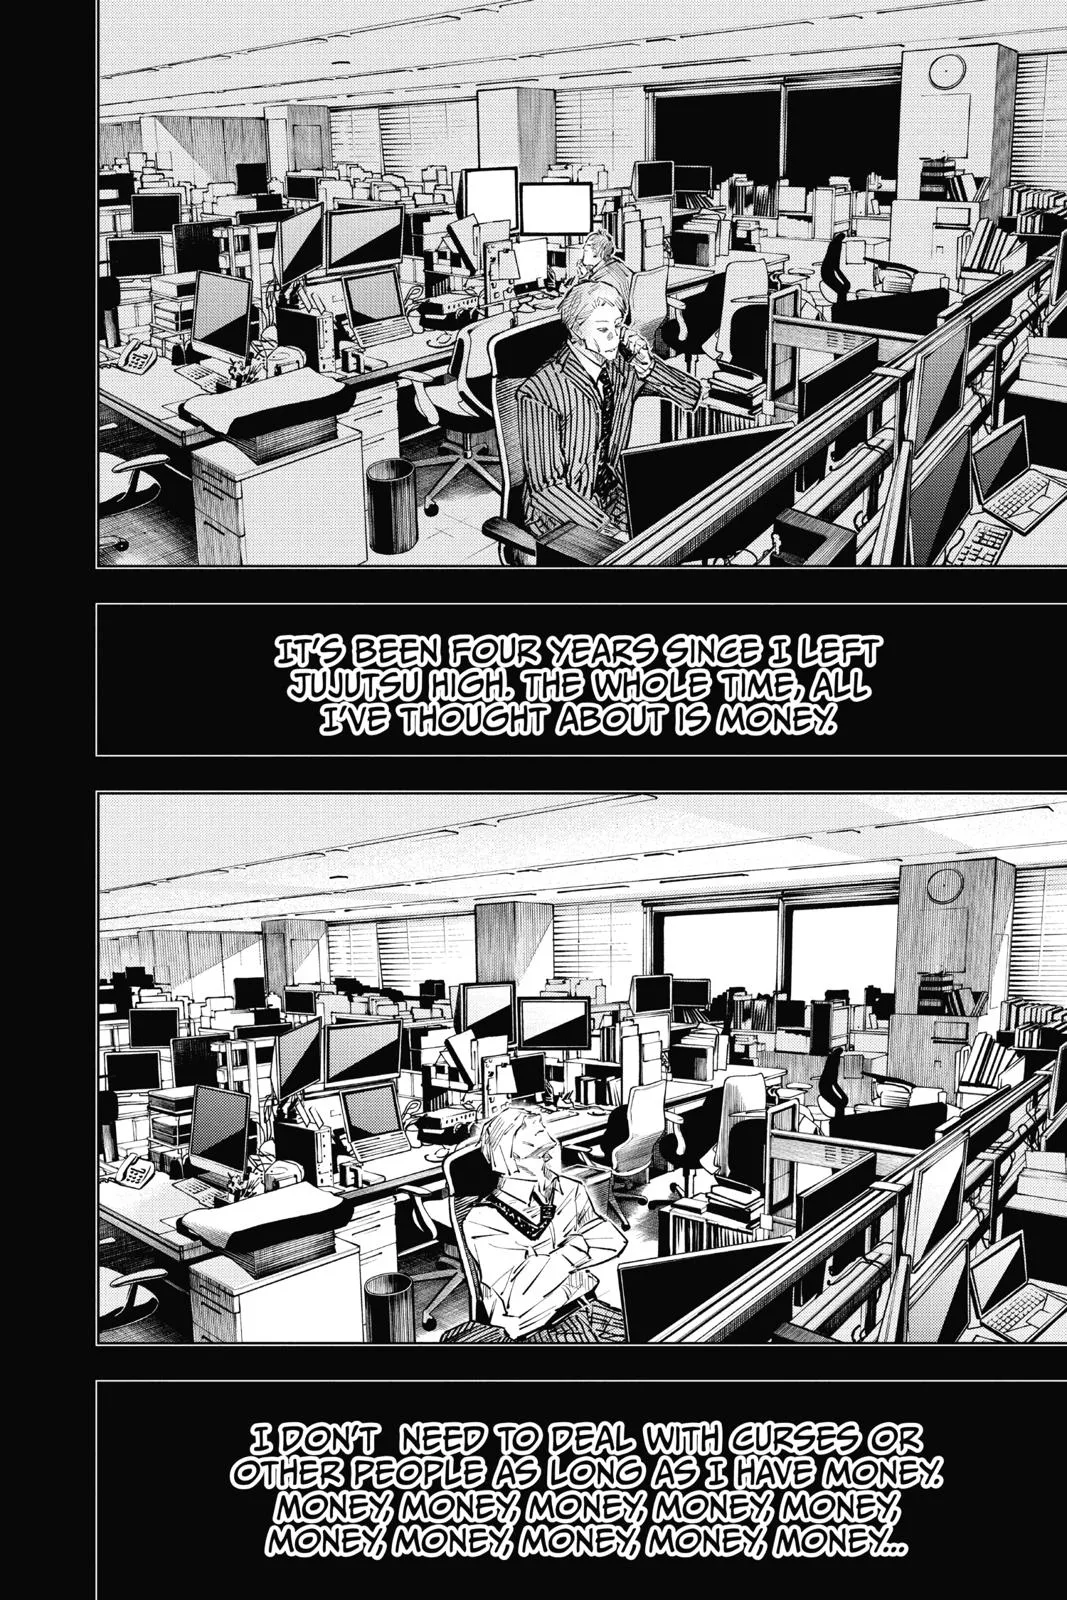 IT'S BEEN FOUR YEARS SINCE I LEFT
JUJUTSU HIGH. THE WHOLE TIME, ALL
I'VE THOUGHT ABOUT IS MONEY.
I DON'T NEED TO DEAL WITH CURSES OR
OTHER PEOPLE AS LONG AS I HAVE MONEY.
MONEY, MONEY, MONEY, MONEY, MONEY,
MONEY, MONEY, MONEY, MONEY, MONEY...